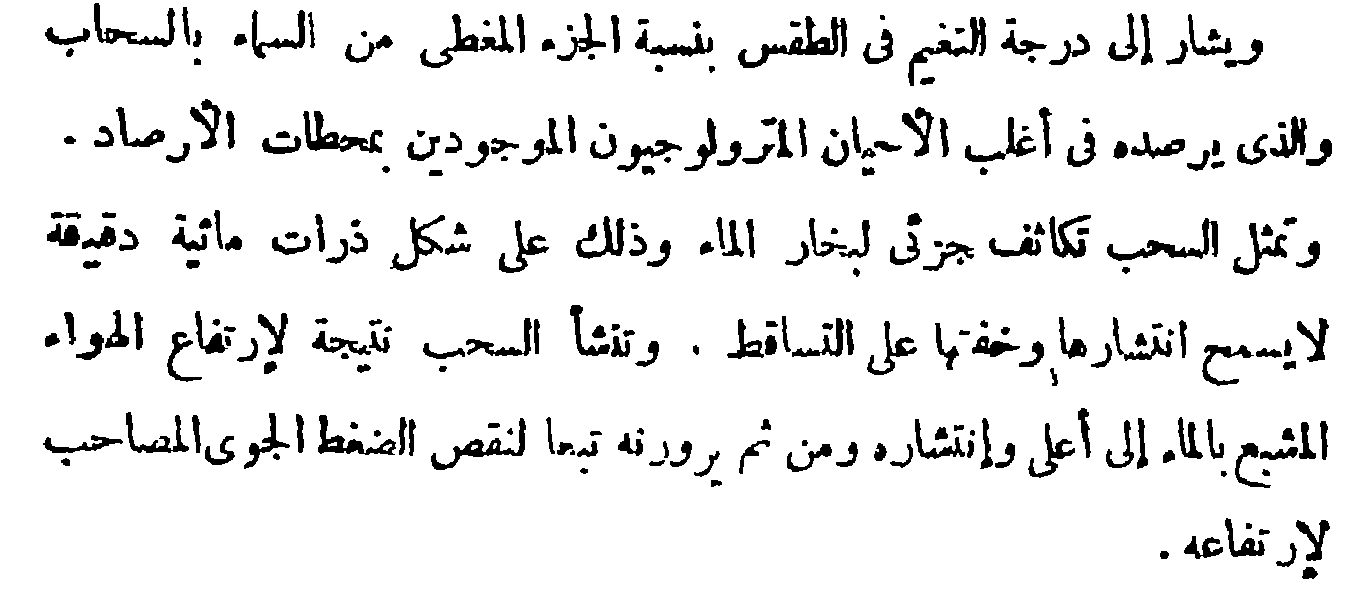 ويشار إلى درجة التغيم فى الطقس بنسبة الجزء المغطى من السماء بالسحاب
والذى يرصده فى أغلب الأحيان المترولوجيون الموجودين بمحطات الأرصاد .
وتمثل السحب تكاثف جزئى لبخار الماء وذلك على شكل ذرات مائية دقيقة
لايسمح انتشارها وخفتها على التساقط . وتنشأ السحب نتيجة لإرتفاع الهواء
المشبع بالماء إلى أعلى وإنتشاره ومن ثم برودته تبعا لنقص الضغط الجوى المصاحب
لإرتفاعه .